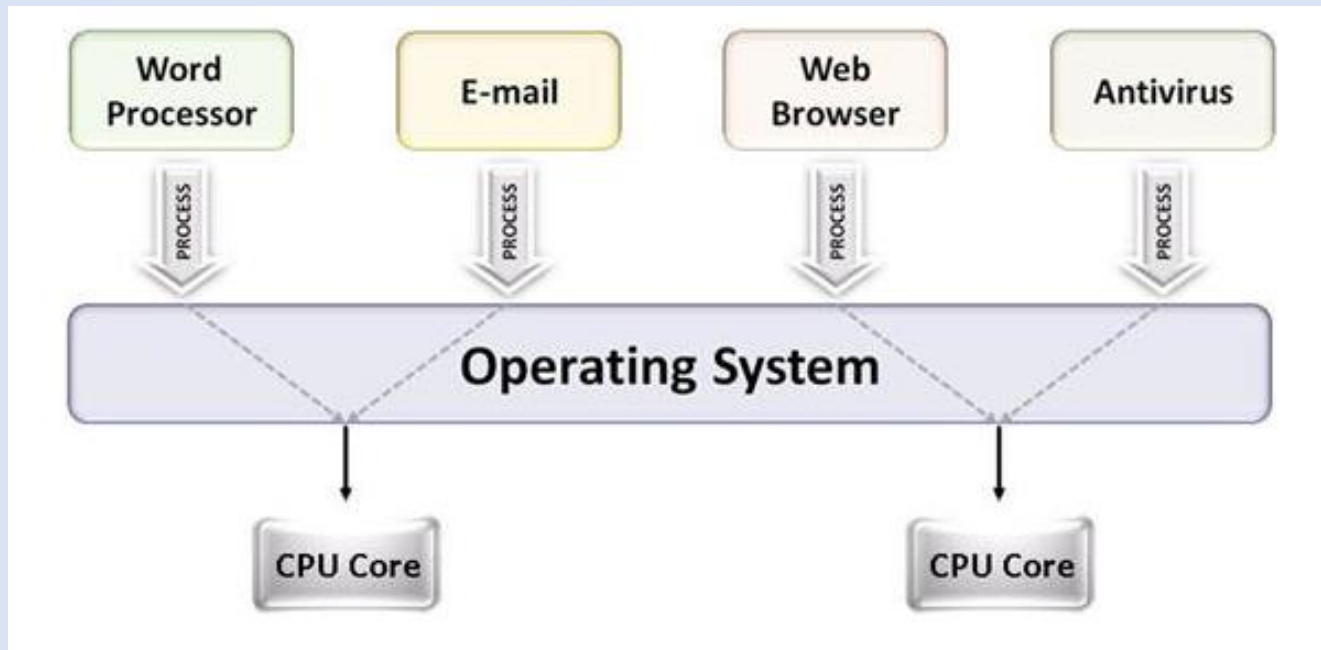 Word
Processor
E-mail
Web
Browser
Antivirus
PROCESS
PROCESS
PROCESS
PROCESS
Operating System
CPU Core
CPU Core